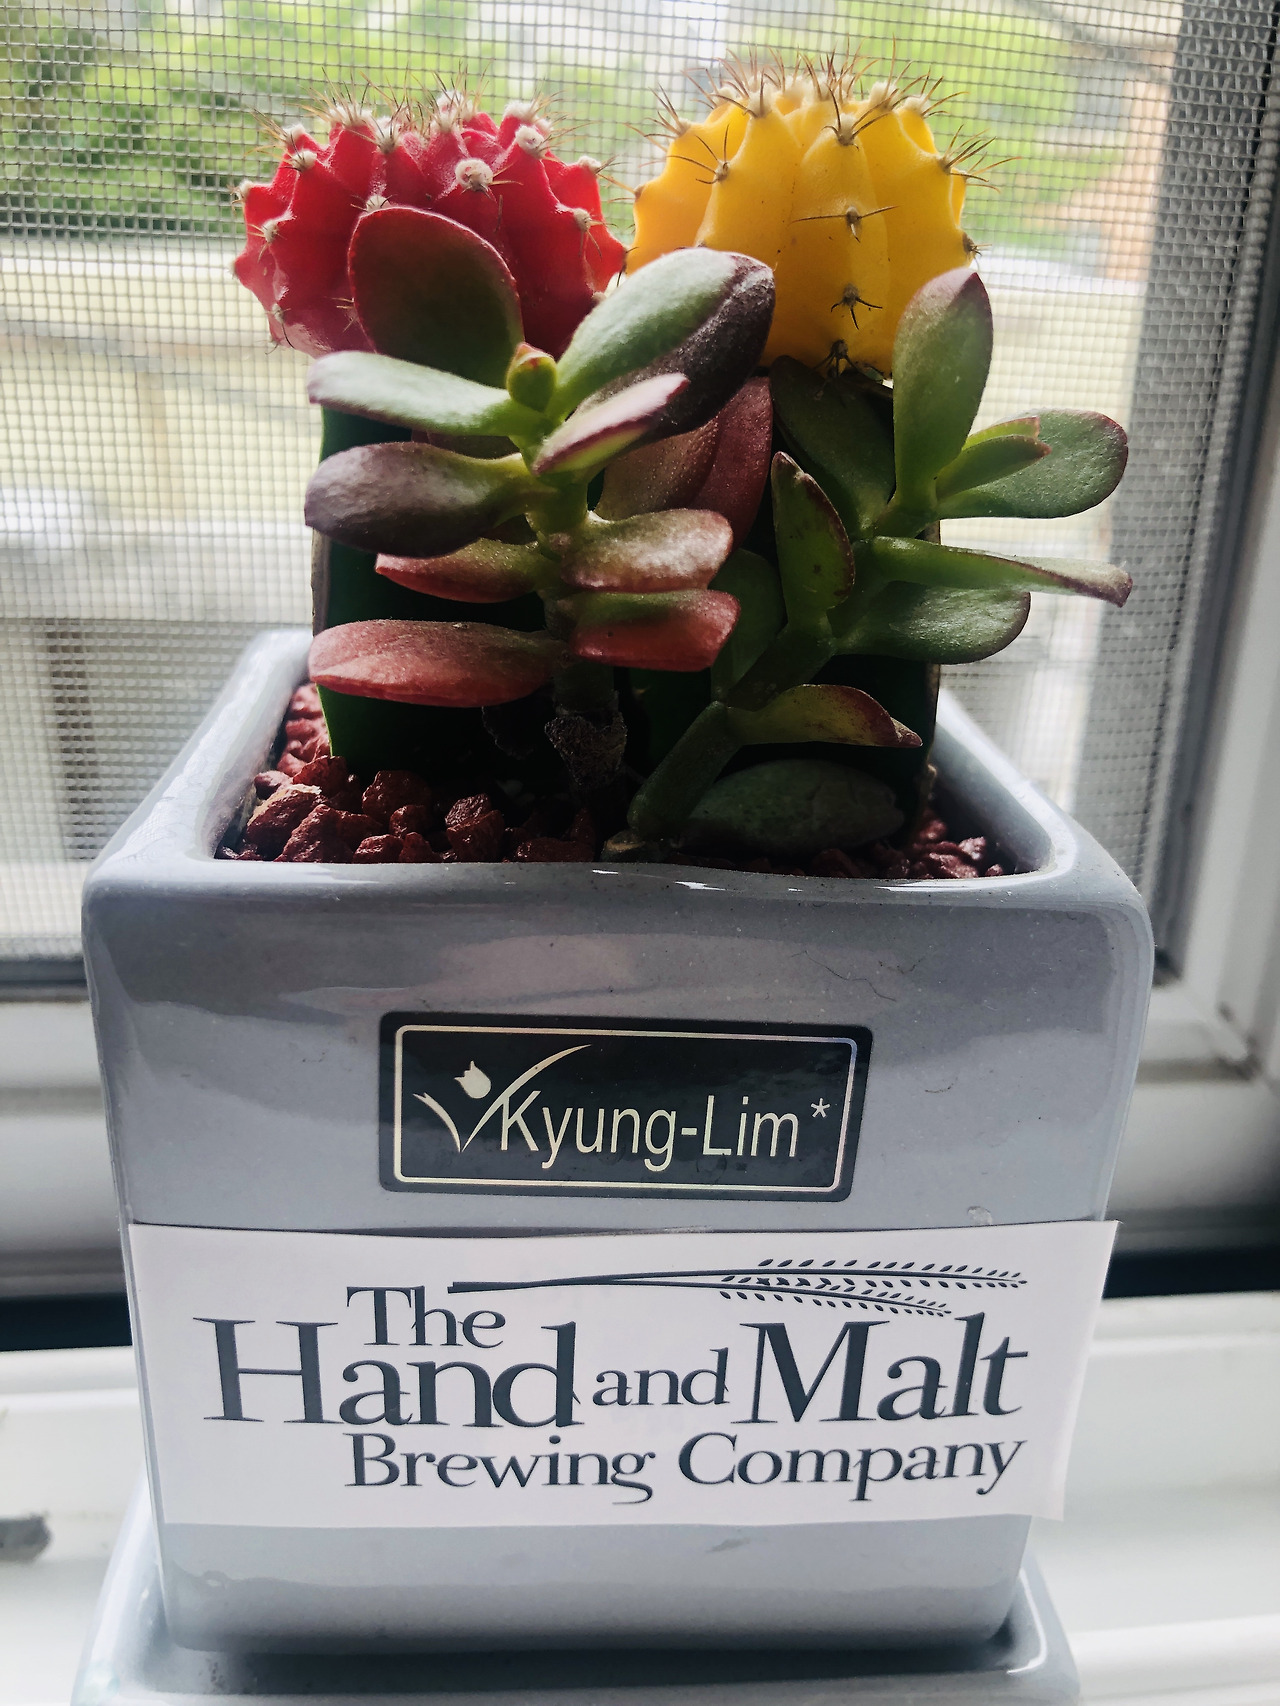 Kyung-Lim*
The
Hand and Malt
Brewing Company